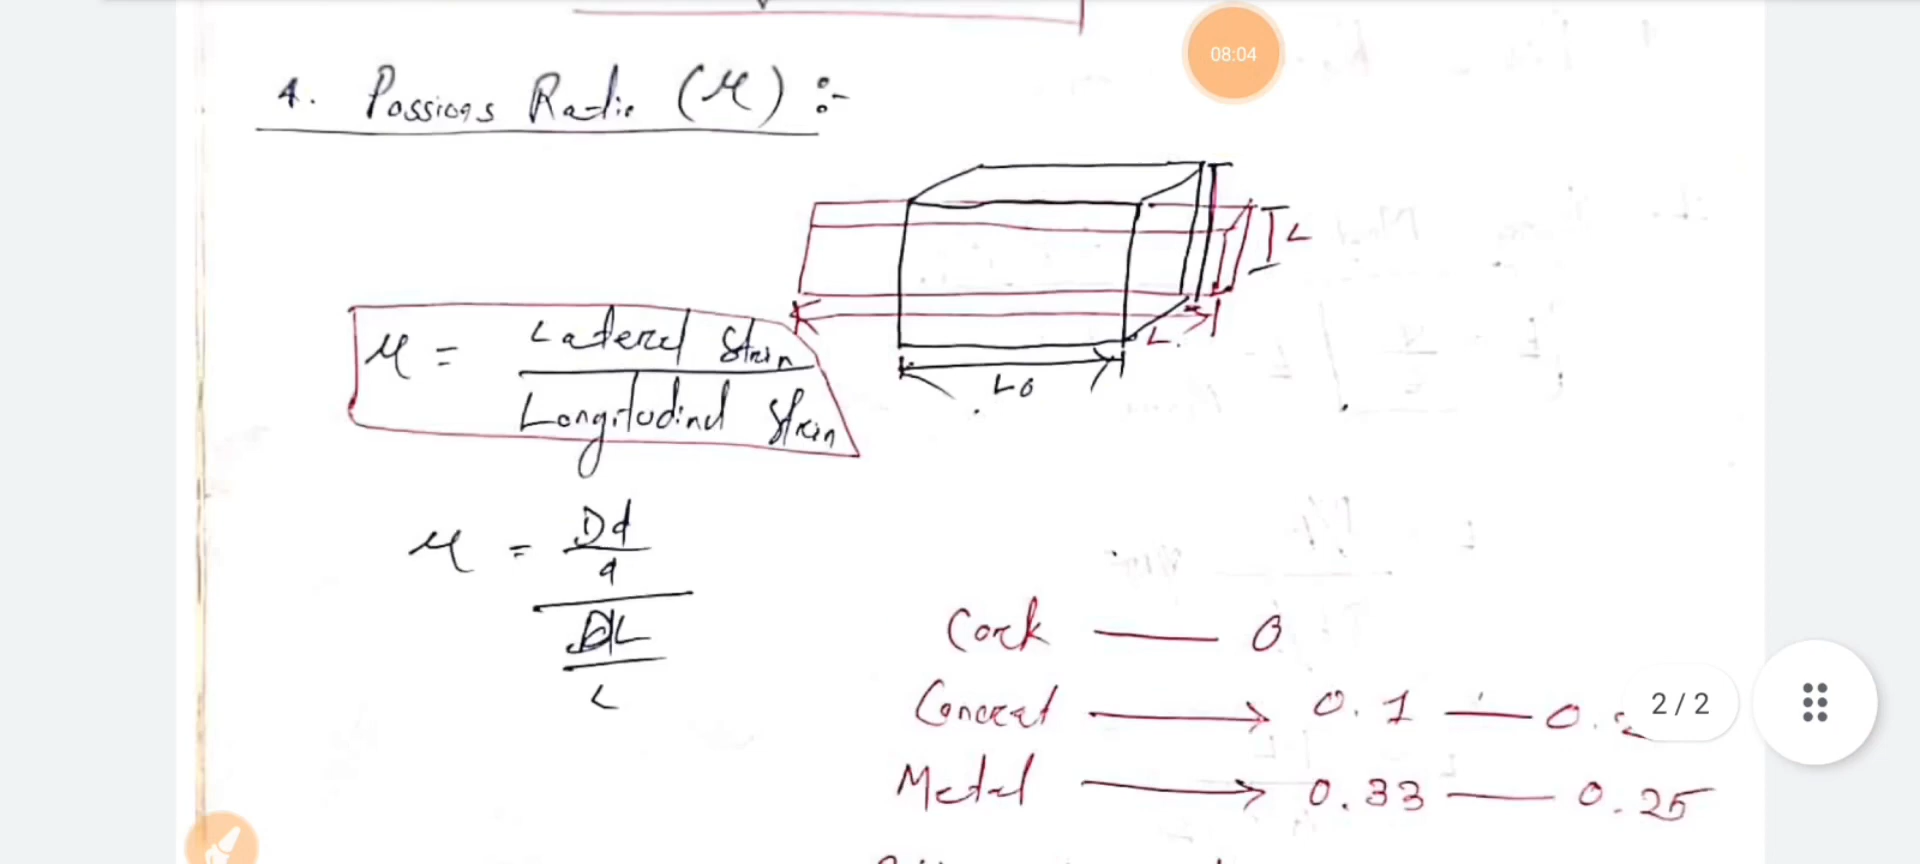 08:04
4. Possions Ratio (μ) :-
L
μ = Lateral Strain
Longitudinal Strain
L.
L0
μ = Dd
d
DL
L
Cork — 0
Concret → 0.1 — 0.
2 / 2
Metal → 0.33 — 0.25